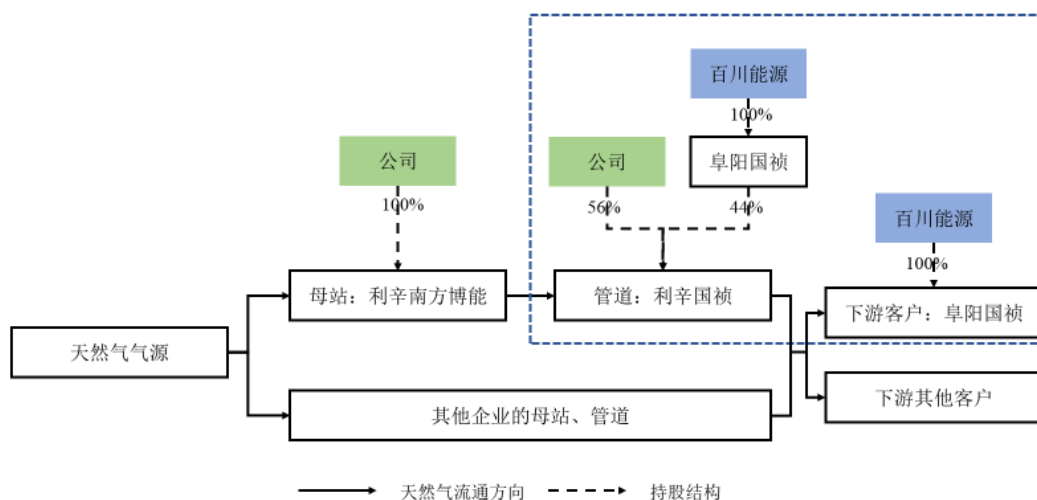 百川能源
100%
公司
公司
阜阳国祯
100%
56%
44%
百川能源
100%
母站：利辛南方博能
管道：利辛国祯
下游客户：阜阳国祯
天然气气源
其他企业的母站、管道
下游其他客户
天然气流通方向
持股结构